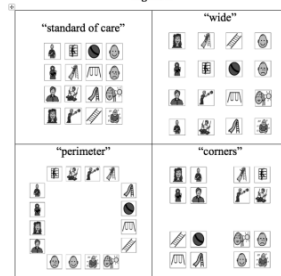 “standard of care”
“wide”
“perimeter”
“corners”